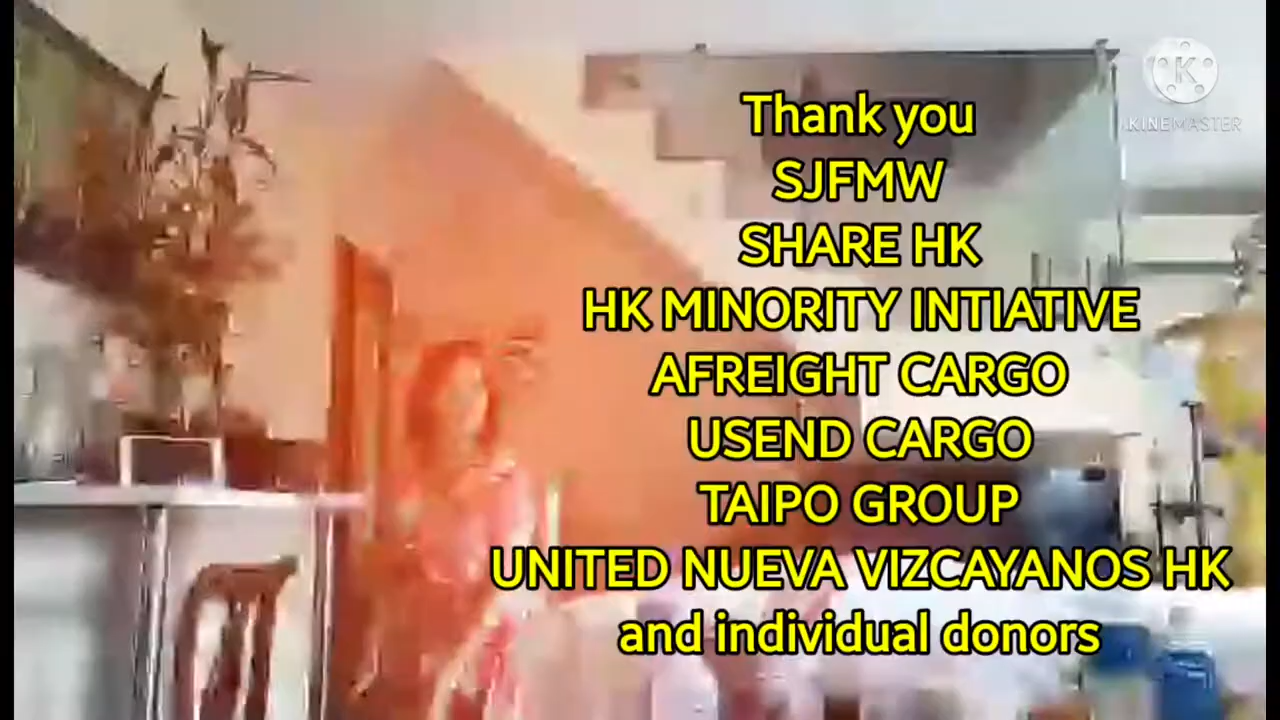 Thank you
SJFMW
SHARE HK
HK MINORITY INTIATIVE
AFREIGHT CARGO
USEND CARGO
TAIPO GROUP
UNITED NUEVA VIZCAYANOS HK
and individual donors
K
KINEMASTER